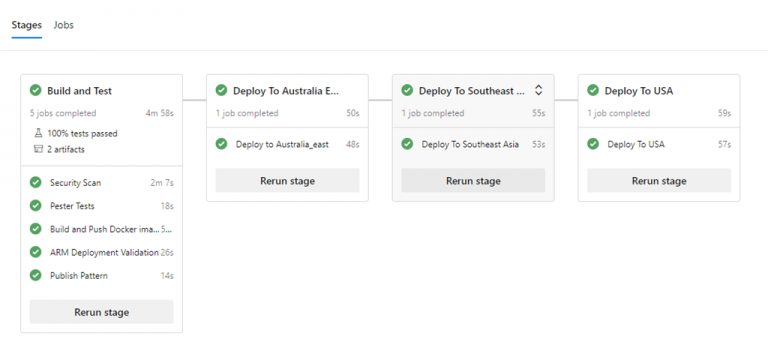 Stages Jobs
Build and Test
5 jobs completed 4m 58s
100% tests passed
2 artifacts
Security Scan 2m 7s
Pester Tests 18s
Build and Push Docker ima... 5...
ARM Deployment Validation 26s
Publish Pattern 14s
Rerun stage
Deploy To Australia E...
1 job completed 50s
Deploy to Australia_east 48s
Rerun stage
Deploy To Southeast ...
1 job completed 55s
Deploy To Southeast Asia 53s
Rerun stage
Deploy To USA
1 job completed 59s
Deploy To USA 57s
Rerun stage